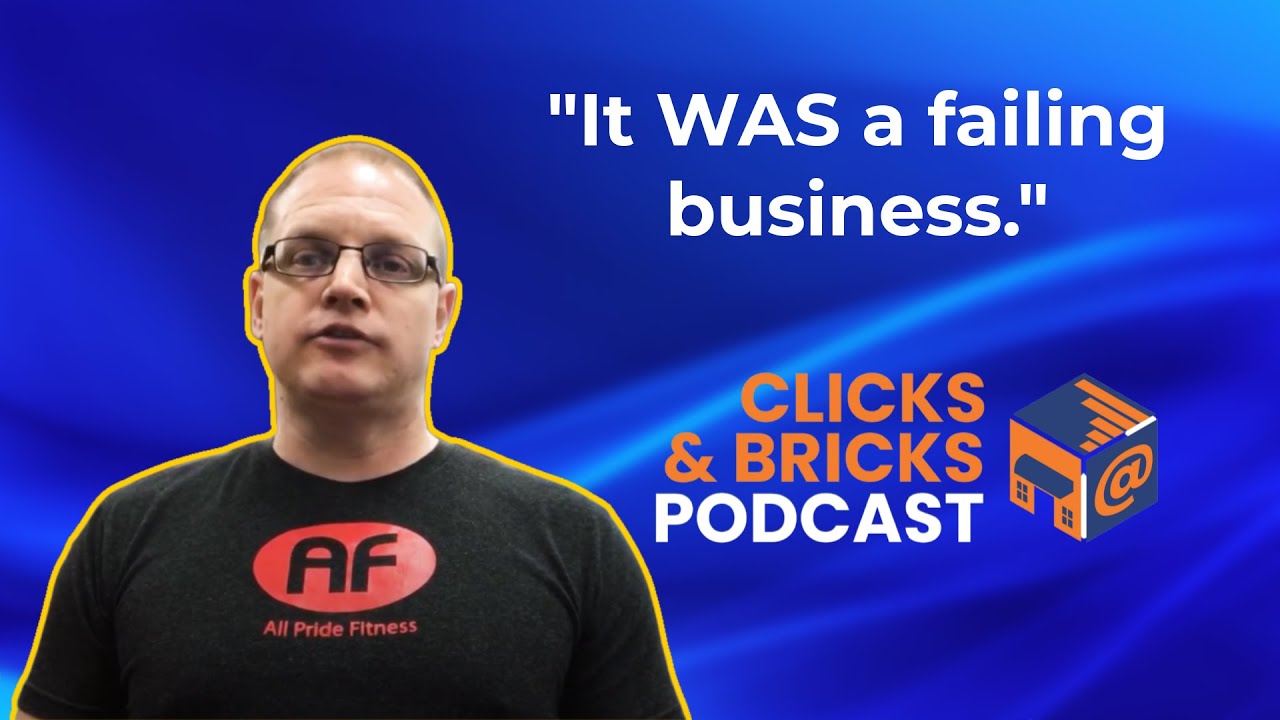 "It WAS a failing
business."
CLICKS
& BRICKS
PODCAST
@
AF
All Pride Fitness